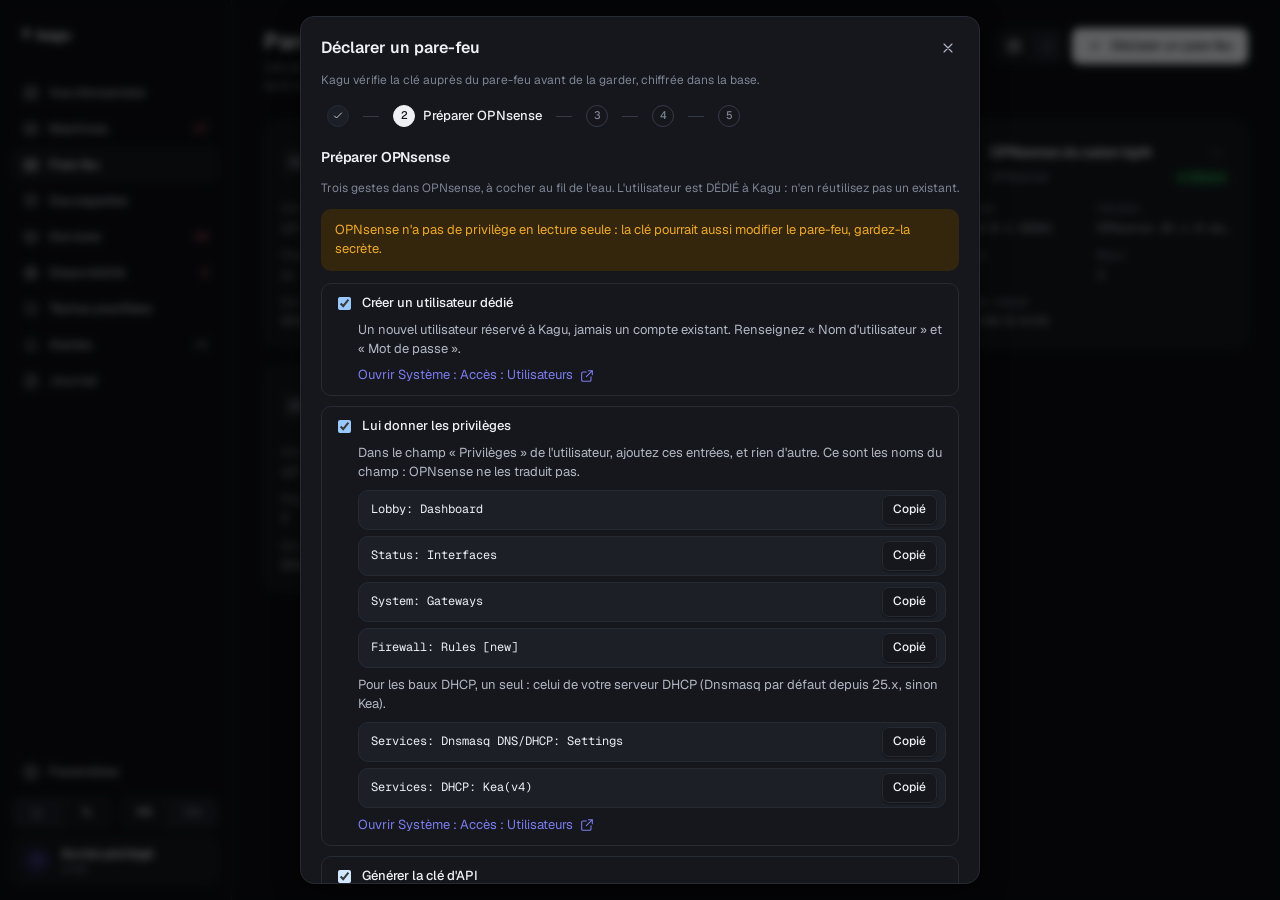 Déclarer un pare-feu
Kagu vérifie la clé auprès du pare-feu avant de la garder, chiffrée dans la base.
2 Préparer OPNsense 3 4 5
Préparer OPNsense
Trois gestes dans OPNsense, à cocher au fil de l'eau. L'utilisateur est DÉDIÉ à Kagu : n'en réutilisez pas un existant.
OPNsense n'a pas de privilège en lecture seule : la clé pourrait aussi modifier le pare-feu, gardez-la
secrète.
Créer un utilisateur dédié
Un nouvel utilisateur réservé à Kagu, jamais un compte existant. Renseignez « Nom d'utilisateur » et
« Mot de passe ».
Ouvrir Système : Accès : Utilisateurs
Lui donner les privilèges
Dans le champ « Privilèges » de l'utilisateur, ajoutez ces entrées, et rien d'autre. Ce sont les noms du
champ : OPNsense ne les traduit pas.
Lobby: Dashboard Copié
Status: Interfaces Copié
System: Gateways Copié
Firewall: Rules [new] Copié
Pour les baux DHCP, un seul : celui de votre serveur DHCP (Dnsmasq par défaut depuis 25.x, sinon
Kea).
Services: Dnsmasq DNS/DHCP: Settings Copié
Services: DHCP: Kea(v4) Copié
Ouvrir Système : Accès : Utilisateurs
Générer la clé d'API